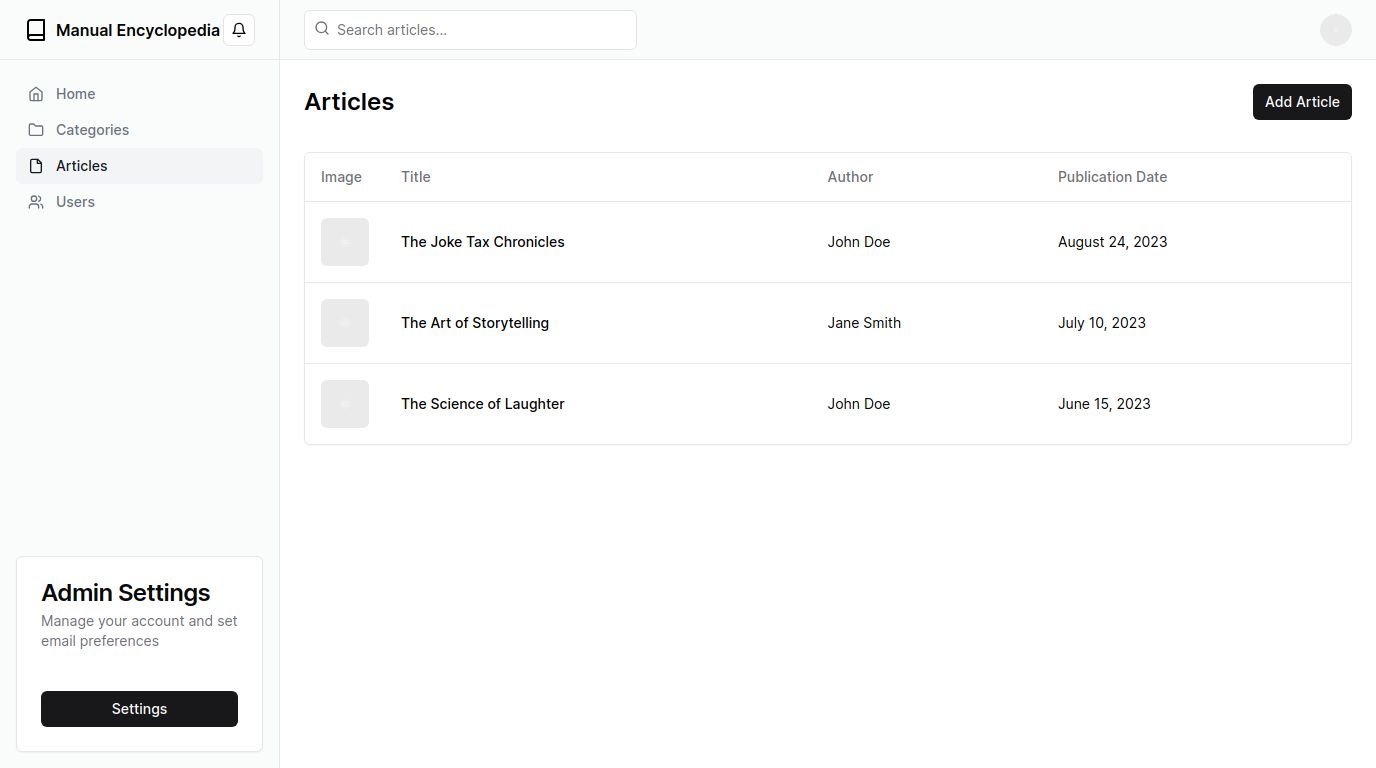 Manual Encyclopedia
Search articles...
Home
Categories
Articles
Users
Articles
Add Article
Image Title Author Publication Date
The Joke Tax Chronicles John Doe August 24, 2023
The Art of Storytelling Jane Smith July 10, 2023
The Science of Laughter John Doe June 15, 2023
Admin Settings
Manage your account and set
email preferences
Settings